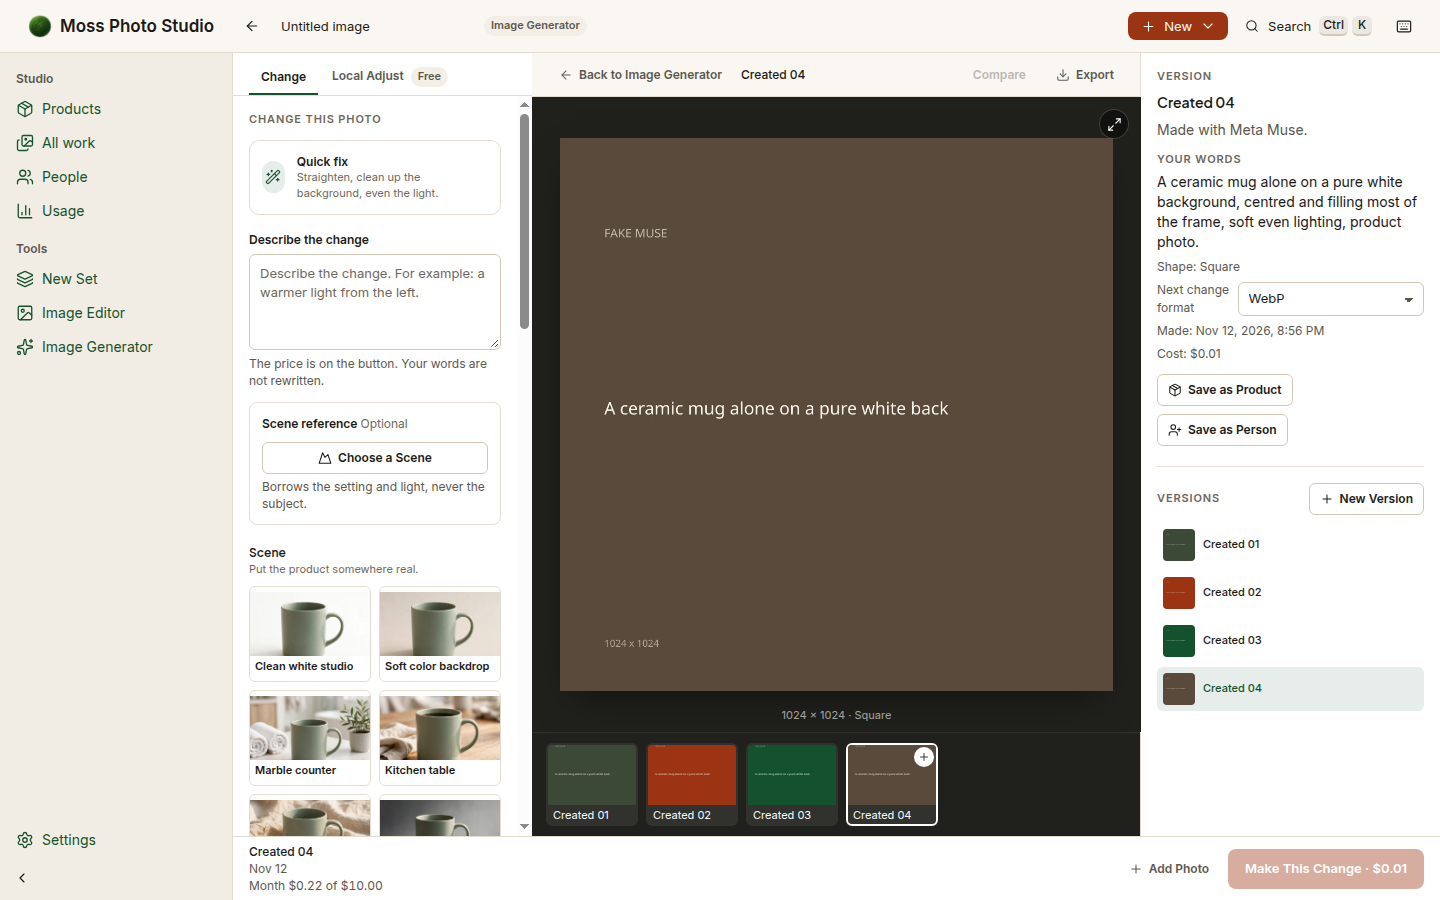 Moss Photo Studio
Untitled image
Image Generator
New
Search
Ctrl
K
Studio
Products
All work
People
Usage
Tools
New Set
Image Editor
Image Generator
Settings
Change
Local Adjust
Free
CHANGE THIS PHOTO
Quick fix
Straighten, clean up the
background, even the light.
Describe the change
Describe the change. For example: a
warmer light from the left.
The price is on the button. Your words are
not rewritten.
Scene reference Optional
Choose a Scene
Borrows the setting and light, never the
subject.
Scene
Put the product somewhere real.
Clean white studio
Soft color backdrop
Marble counter
Kitchen table
Back to Image Generator
Created 04
Compare
Export
FAKE MUSE
A ceramic mug alone on a pure white back
1024 x 1024
1024 × 1024 · Square
Created 01
Created 02
Created 03
Created 04
VERSION
Created 04
Made with Meta Muse.
YOUR WORDS
A ceramic mug alone on a pure white
background, centred and filling most of
the frame, soft even lighting, product
photo.
Shape: Square
Next change
format
WebP
Made: Nov 12, 2026, 8:56 PM
Cost: $0.01
Save as Product
Save as Person
VERSIONS
New Version
Created 01
Created 02
Created 03
Created 04
Created 04
Nov 12
Month $0.22 of $10.00
Add Photo
Make This Change · $0.01